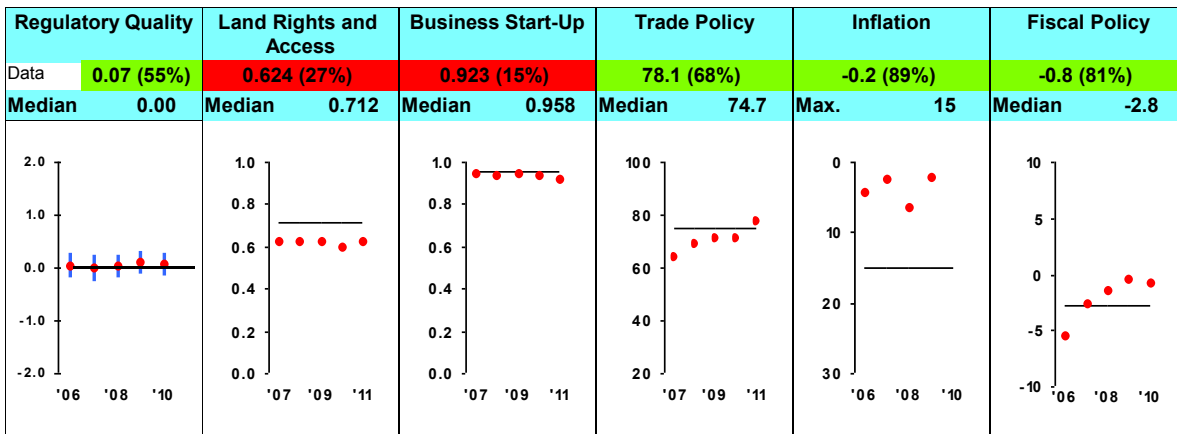 Regulatory Quality
Data 0.07 (55%)
Median 0.00
2.0
1.0
0.0
-1.0
-2.0
'06 '08 '10
Land Rights and
Access
0.624 (27%)
Median 0.712
1.0
0.8
0.6
0.4
0.2
0.0
'07 '09 '11
Business Start-Up
0.923 (15%)
Median 0.958
1.0
0.8
0.6
0.4
0.2
0.0
'07 '09 '11
Trade Policy
78.1 (68%)
Median 74.7
100
80
60
40
20
'07 '09 '11
Inflation
-0.2 (89%)
Max. 15
0
10
20
30
'06 '08 '10
Fiscal Policy
-0.8 (81%)
Median -2.8
10
5
0
-5
-10
'06 '08 '10